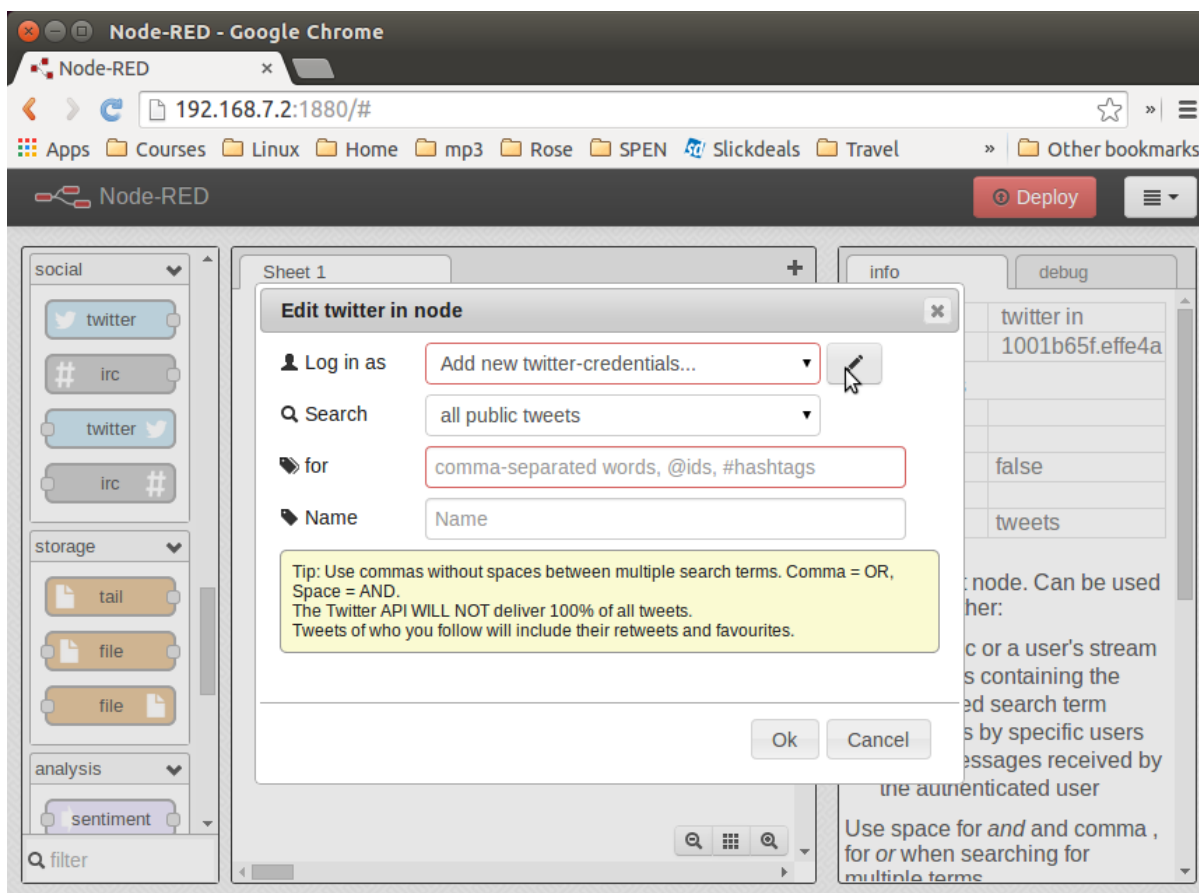 Node-RED - Google Chrome
Node-RED ×
192.168.7.2:1880/# »
Apps Courses Linux Home mp3 Rose SPEN Slickdeals Travel » Other bookmarks
Node-RED Deploy
social
twitter
irc
twitter
irc
storage
tail
file
file
analysis
sentiment
filter
Sheet 1 +
Edit twitter in node
Log in as Add new twitter-credentials...
Search all public tweets
for comma-separated words, @ids, #hashtags
Name Name
Tip: Use commas without spaces between multiple search terms. Comma = OR,
Space = AND.
The Twitter API WILL NOT deliver 100% of all tweets.
Tweets of who you follow will include their retweets and favourites.
Ok Cancel
info debug
twitter in
1001b65f.effe4a
false
tweets
node. Can be used
her:
c or a user's stream
s containing the
ed search term
s by specific users
essages received by
the authenticated user
Use space for and and comma ,
for or when searching for
multiple terms